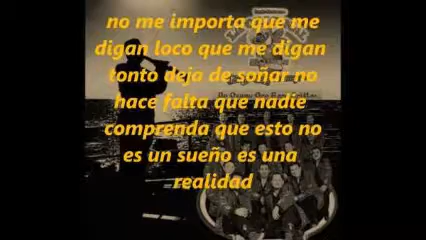 no me importa que me
digan loco que me digan
tonto deja de soñar no
hace falta que nadie
comprenda que esto no
es un sueño es una
realidad